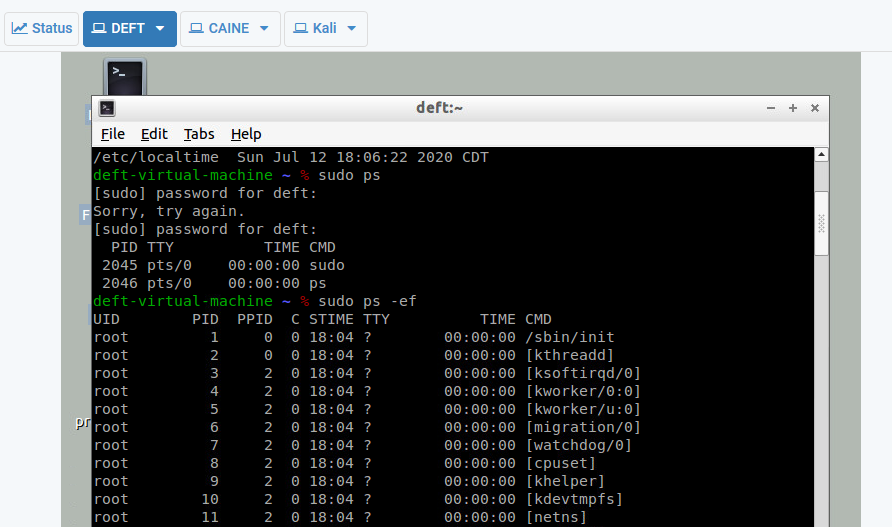 Status DEFT CAINE Kali
>_
deft:~
File Edit Tabs Help
/etc/localtime  Sun Jul 12 18:06:22 2020 CDT
deft-virtual-machine ~ % sudo ps
[sudo] password for deft:
Sorry, try again.
[sudo] password for deft:
  PID TTY          TIME CMD
 2045 pts/0    00:00:00 sudo
 2046 pts/0    00:00:00 ps
deft-virtual-machine ~ % sudo ps -ef
UID        PID  PPID  C STIME TTY          TIME CMD
root         1     0  0 18:04 ?        00:00:00 /sbin/init
root         2     0  0 18:04 ?        00:00:00 [kthreadd]
root         3     2  0 18:04 ?        00:00:00 [ksoftirqd/0]
root         4     2  0 18:04 ?        00:00:00 [kworker/0:0]
root         5     2  0 18:04 ?        00:00:00 [kworker/u:0]
root         6     2  0 18:04 ?        00:00:00 [migration/0]
root         7     2  0 18:04 ?        00:00:00 [watchdog/0]
root         8     2  0 18:04 ?        00:00:00 [cpuset]
root         9     2  0 18:04 ?        00:00:00 [khelper]
root        10     2  0 18:04 ?        00:00:00 [kdevtmpfs]
root        11     2  0 18:04 ?        00:00:00 [netns]